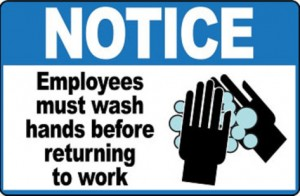 NOTICE
Employees
must wash
hands before
returning
to work